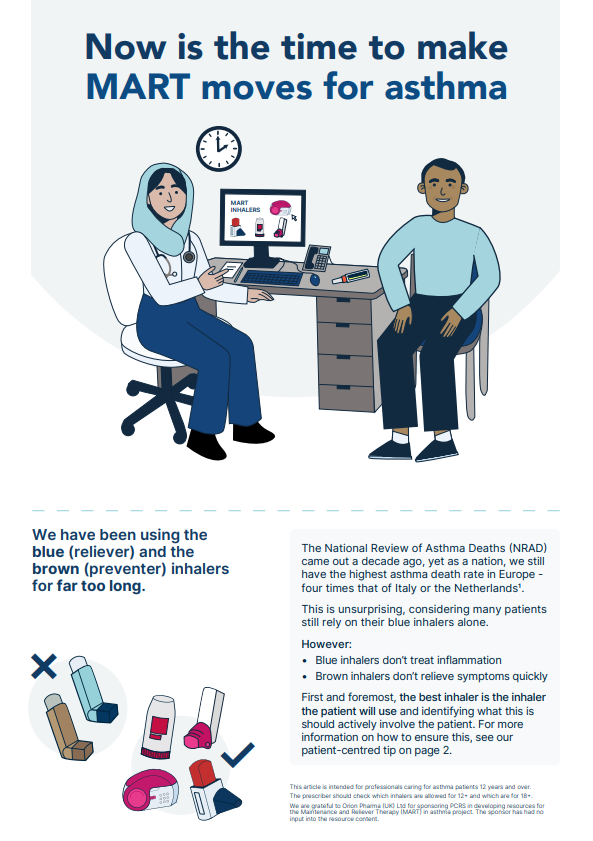 Now is the time to make
MART moves for asthma
MART
INHALERS
We have been using the
blue (reliever) and the
brown (preventer) inhalers
for far too long.
The National Review of Asthma Deaths (NRAD)
came out a decade ago, yet as a nation, we still
have the highest asthma death rate in Europe -
four times that of Italy or the Netherlands¹.
This is unsurprising, considering many patients
still rely on their blue inhalers alone.
However:
• Blue inhalers don’t treat inflammation
• Brown inhalers don’t relieve symptoms quickly
First and foremost, the best inhaler is the inhaler
the patient will use and identifying what this is
should actively involve the patient. For more
information on how to ensure this, see our
patient-centred tip on page 2.
This article is intended for professionals caring for asthma patients 12 years and over.
The prescriber should check which inhalers are allowed for 12+ and which are for 18+.
We are grateful to Orion Pharma (UK) Ltd for sponsoring PCRS in developing resources for
the Maintenance and Reliever Therapy (MART) in asthma project. The sponsor has had no
input into the resource content.